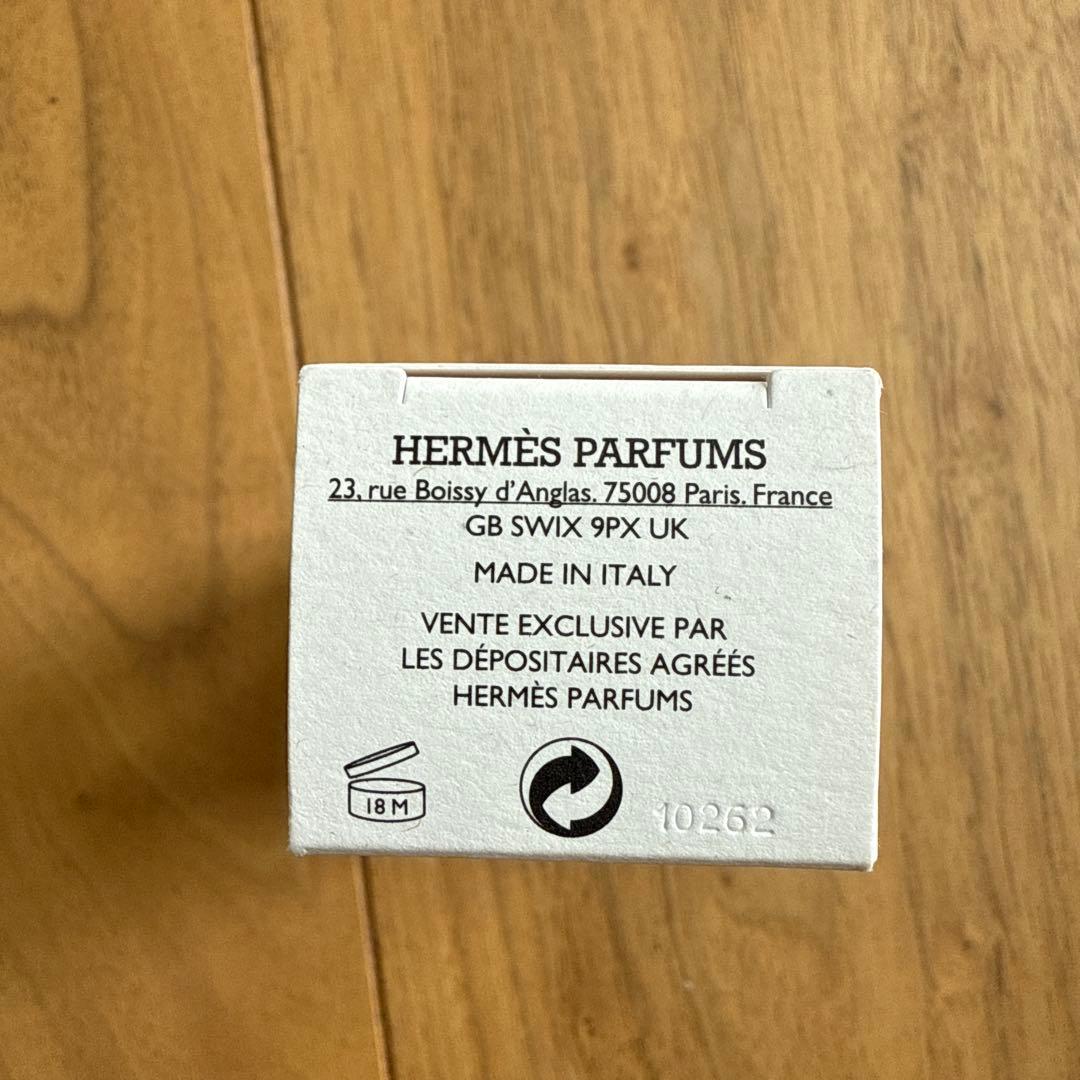 HERMÈS PARFUMS
23, rue Boissy d'Anglas. 75008 Paris. France
GB SWIX 9PX UK
MADE IN ITALY
VENTE EXCLUSIVE PAR
LES DÉPOSITAIRES AGRÉÉS
HERMÈS PARFUMS
18 M
10262